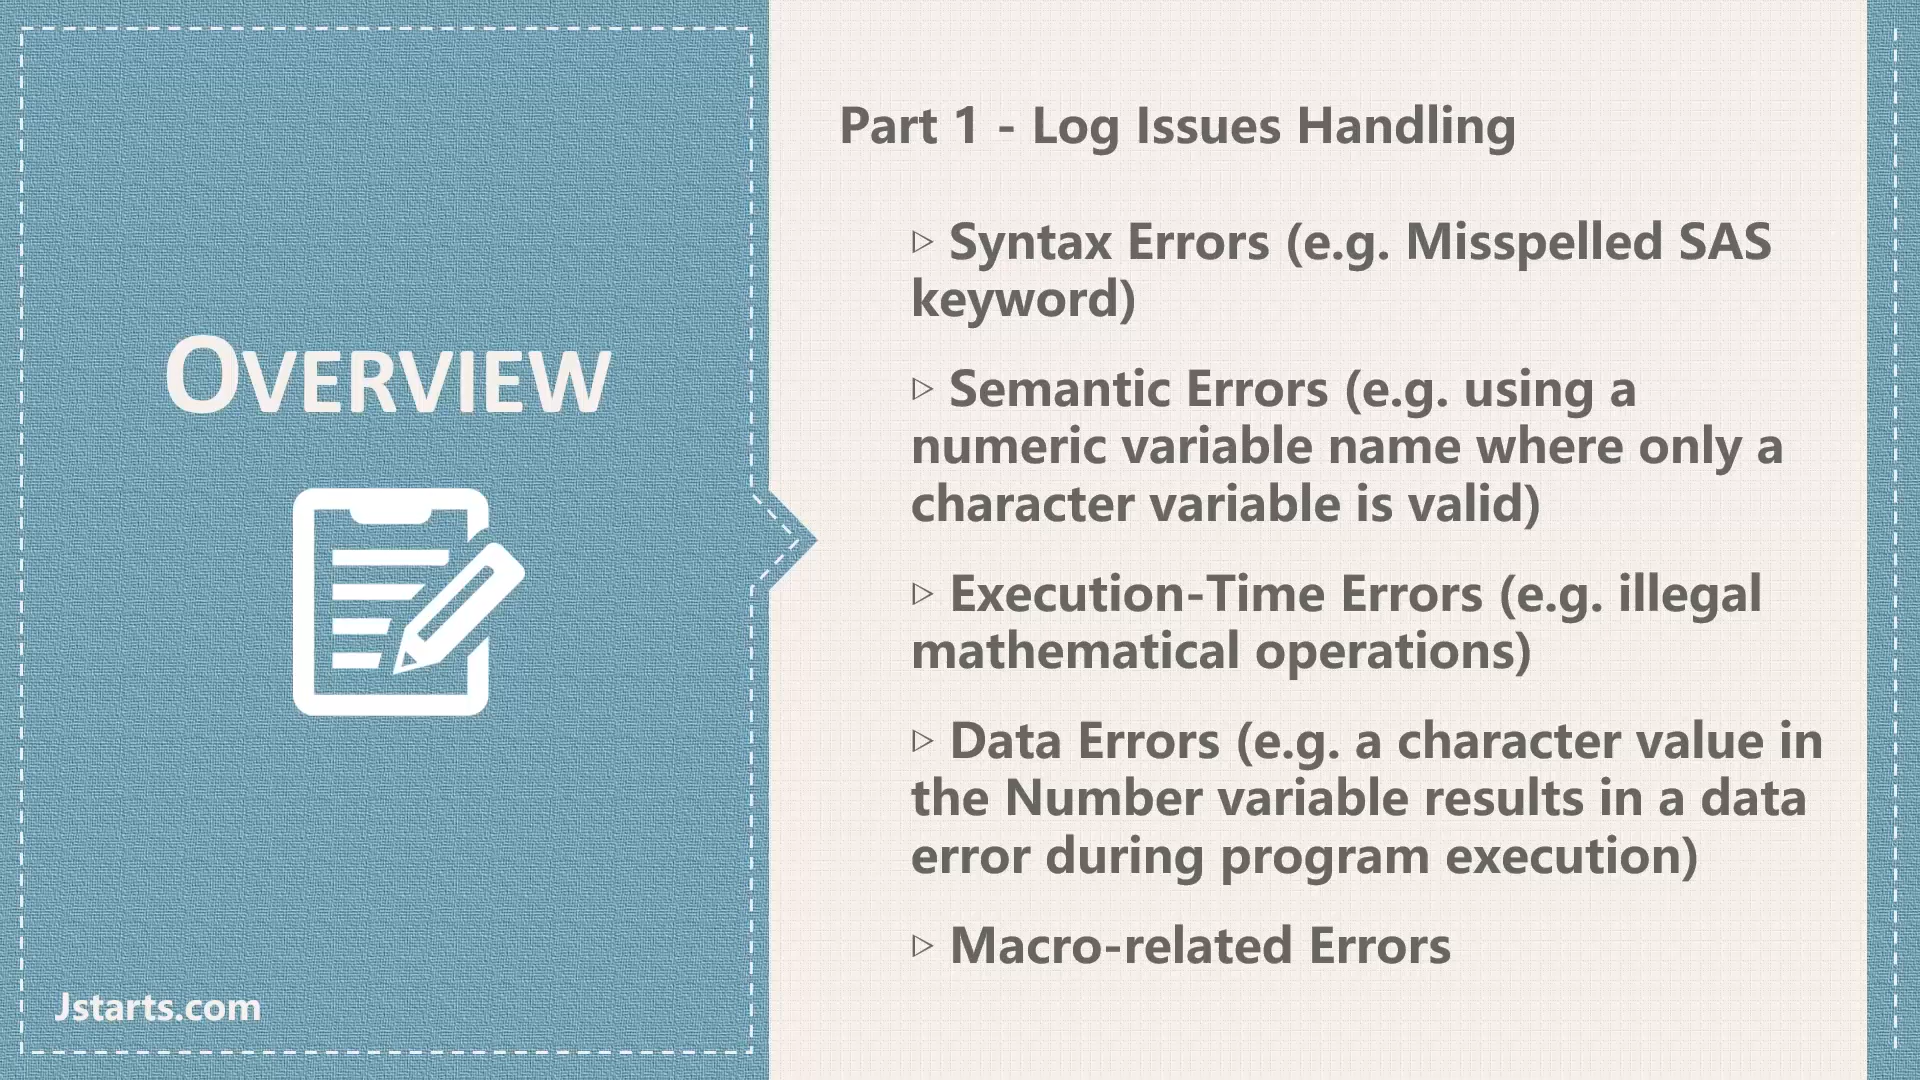 OVERVIEW
Jstarts.com
Part 1 - Log Issues Handling
▷ Syntax Errors (e.g. Misspelled SAS
keyword)
▷ Semantic Errors (e.g. using a
numeric variable name where only a
character variable is valid)
▷ Execution-Time Errors (e.g. illegal
mathematical operations)
▷ Data Errors (e.g. a character value in
the Number variable results in a data
error during program execution)
▷ Macro-related Errors